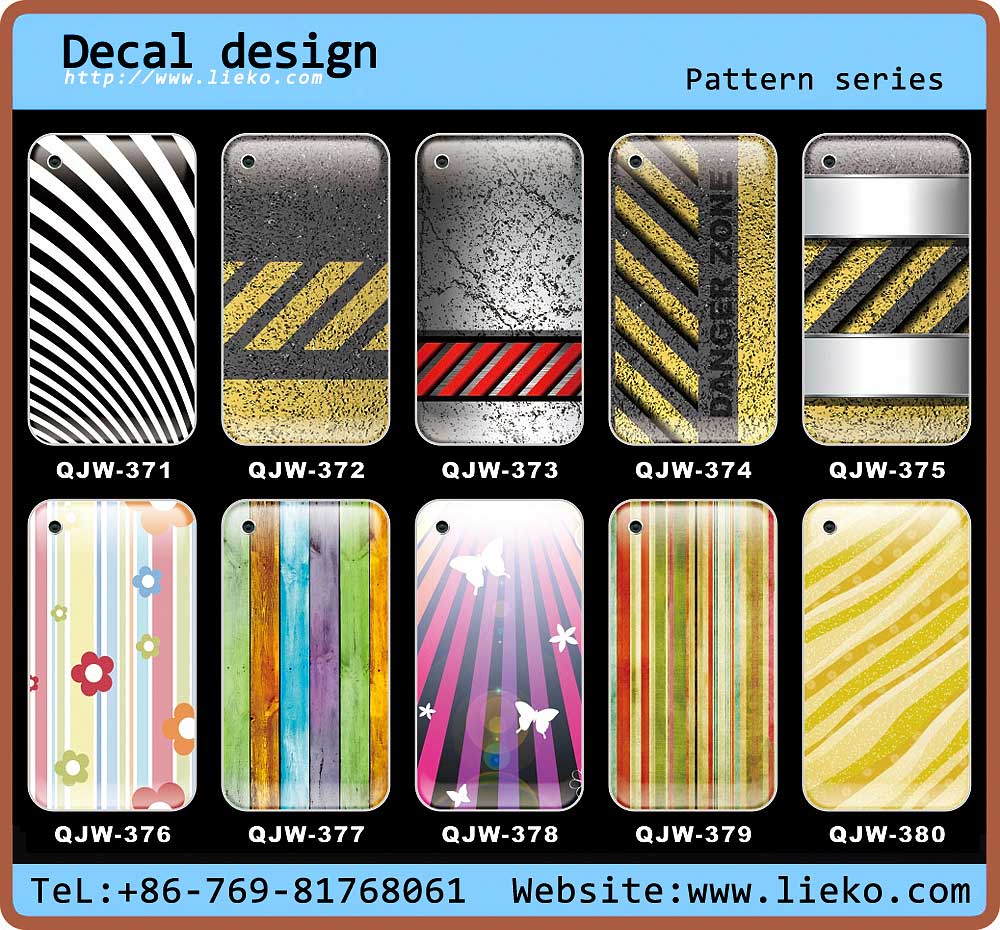 Decal design
http://www.lieko.com
Pattern series
DANGER ZONE
QJW-371 QJW-372 QJW-373 QJW-374 QJW-375
QJW-376 QJW-377 QJW-378 QJW-379 QJW-380
TeL:+86-769-81768061 Website:www.lieko.com